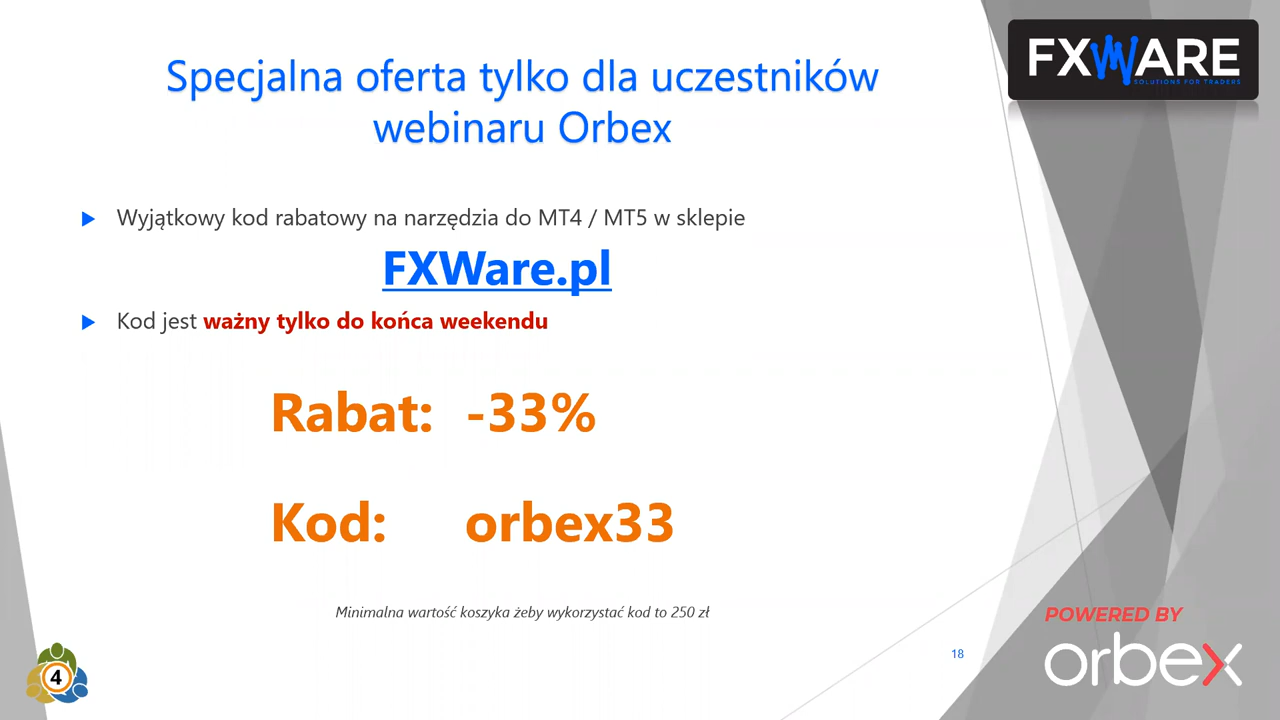 FXWARE
SOLUTIONS FOR TRADERS
Specjalna oferta tylko dla uczestników
webinaru Orbex
Wyjątkowy kod rabatowy na narzędzia do MT4 / MT5 w sklepie
FXWare.pl
Kod jest ważny tylko do końca weekendu
Rabat: -33%
Kod: orbex33
Minimalna wartość koszyka żeby wykorzystać kod to 250 zł
18
POWERED BY
orbex
4